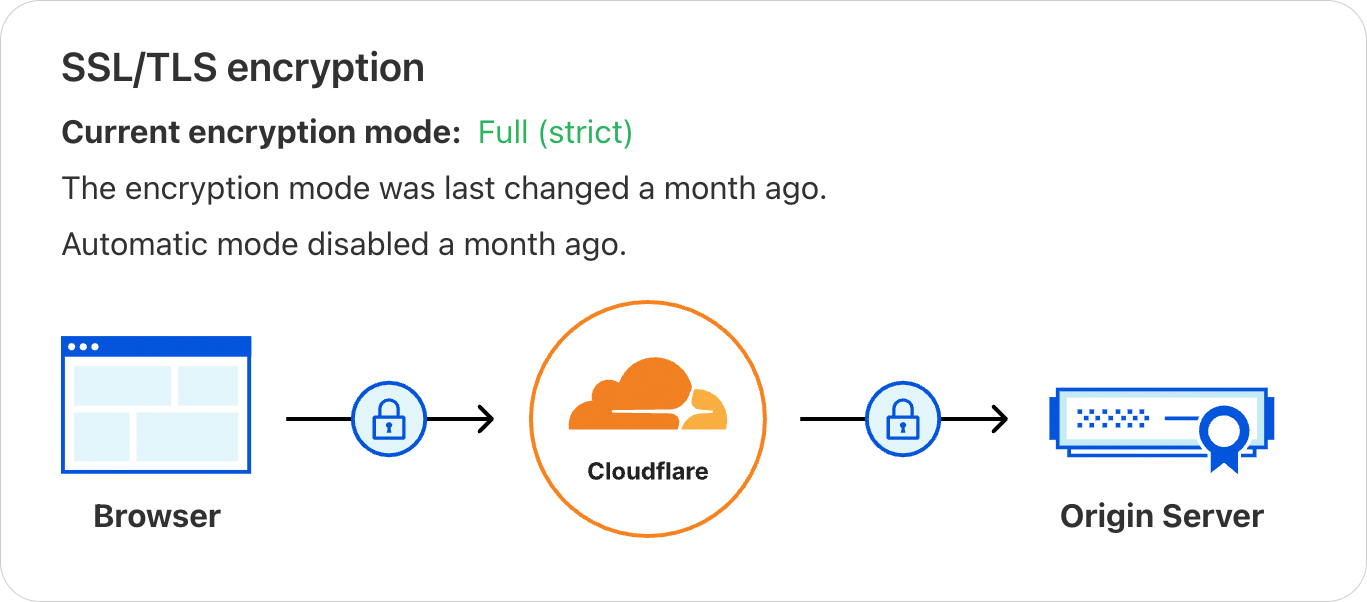 SSL/TLS encryption
Current encryption mode: Full (strict)
The encryption mode was last changed a month ago.
Automatic mode disabled a month ago.
Cloudflare
Browser
Origin Server